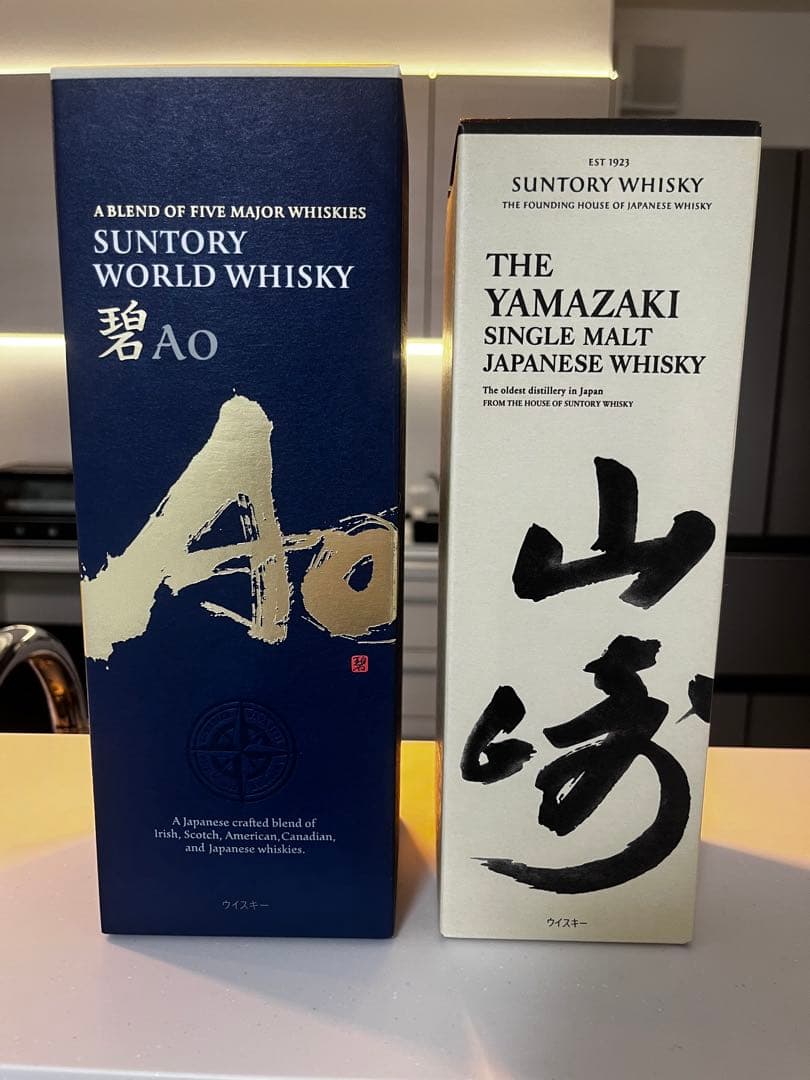 A BLEND OF FIVE MAJOR WHISKIES
SUNTORY
WORLD WHISKY
碧 AO
Ao
碧
A Japanese crafted blend of
Irish, Scotch, American, Canadian,
and Japanese whiskies.
ウイスキー
EST 1923
SUNTORY WHISKY
THE FOUNDING HOUSE OF JAPANESE WHISKY
THE
YAMAZAKI
SINGLE MALT
JAPANESE WHISKY
The oldest distillery in Japan
FROM THE HOUSE OF SUNTORY WHISKY
山
崎
ウイスキー